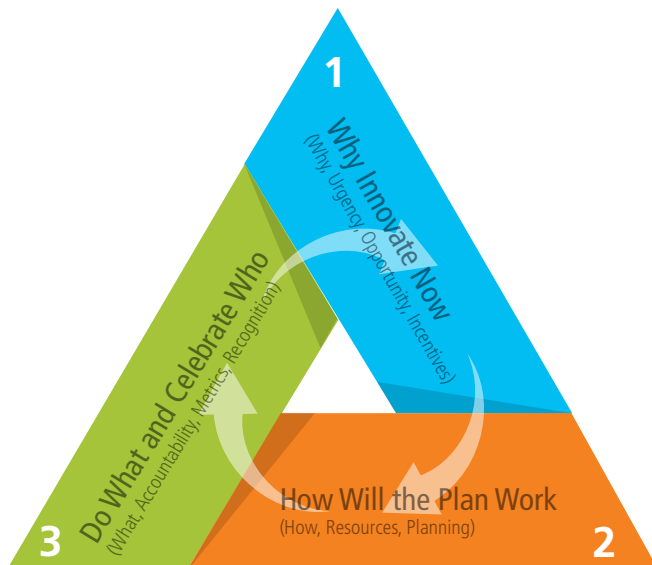 1
Why Innovate Now
(Why, Urgency, Opportunity, Incentives)
How Will the Plan Work
(How, Resources, Planning)
2
Do What and Celebrate Who
(What, Accountability, Metrics, Recognition)
3